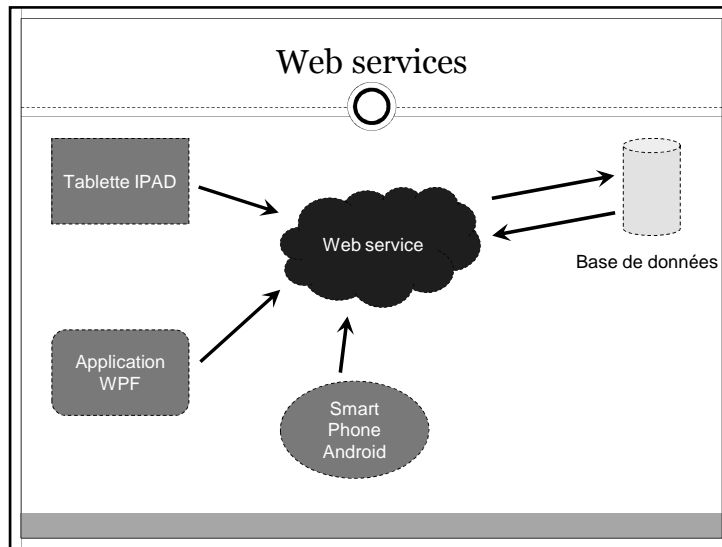 Web services
Tablette IPAD
Web service
Base de données
Application
WPF
Smart
Phone
Android